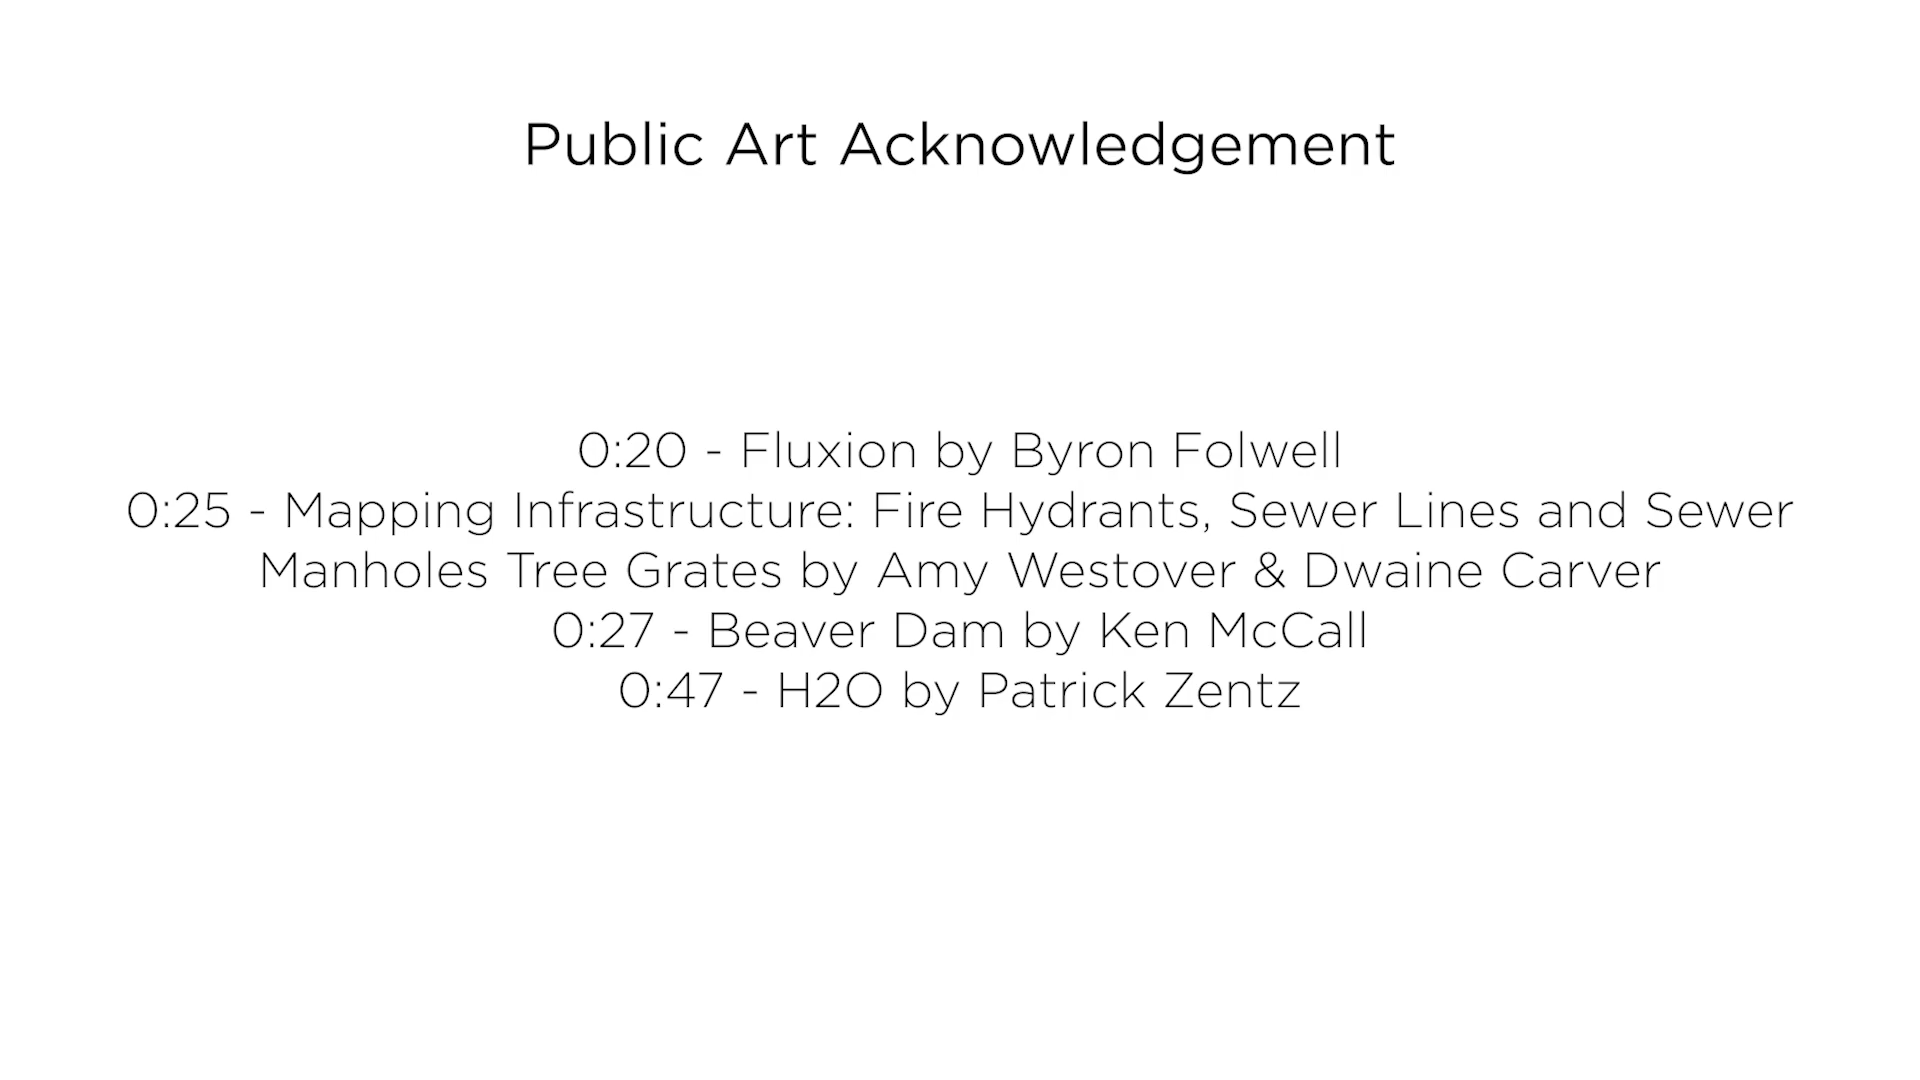 Public Art Acknowledgement
0:20 - Fluxion by Byron Folwell
0:25 - Mapping Infrastructure: Fire Hydrants, Sewer Lines and Sewer
Manholes Tree Grates by Amy Westover & Dwaine Carver
0:27 - Beaver Dam by Ken McCall
0:47 - H2O by Patrick Zentz